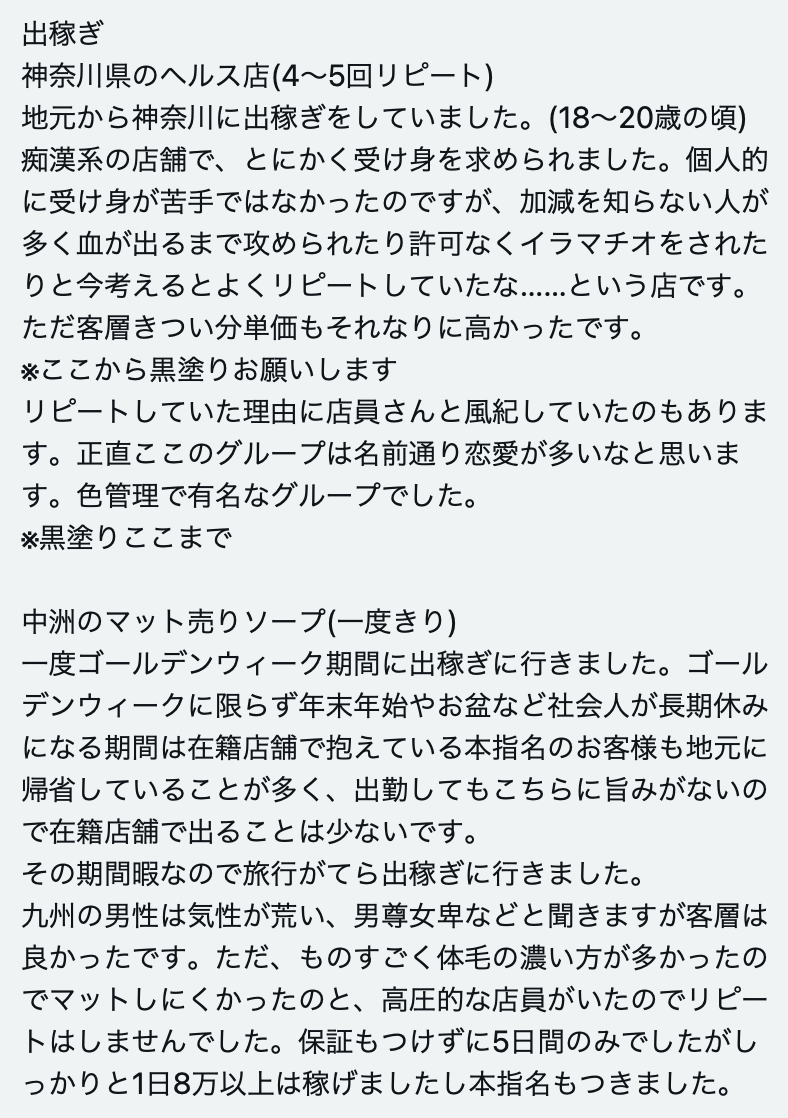 出稼ぎ
神奈川県のヘルス店(4〜5回リピート)
地元から神奈川に出稼ぎをしていました。(18〜20歳の頃)
痴漢系の店舗で、とにかく受け身を求められました。個人的
に受け身が苦手ではなかったのですが、加減を知らない人が
多く血が出るまで攻められたり許可なくイラマチオをされた
りと今考えるとよくリピートしていたな……という店です。
ただ客層きつい分単価もそれなりに高かったです。
※ここから黒塗りお願いします
リピートしていた理由に店員さんと風紀していたのもありま
す。正直ここのグループは名前通り恋愛が多いなと思いま
す。色管理で有名なグループでした。
※黒塗りここまで

中洲のマット売りソープ(一度きり)
一度ゴールデンウィーク期間に出稼ぎに行きました。ゴール
デンウィークに限らず年末年始やお盆など社会人が長期休み
になる期間は在籍店舗で抱えている本指名のお客様も地元に
帰省していることが多く、出勤してもこちらに旨みがないの
で在籍店舗で出ることは少ないです。
その期間暇なので旅行がてら出稼ぎに行きました。
九州の男性は気性が荒い、男尊女卑などと聞きますが客層は
良かったです。ただ、ものすごく体毛の濃い方が多かったの
でマットしにくかったのと、高圧的な店員がいたのでリピー
トはしませんでした。保証もつけずに5日間のみでしたがし
っかりと1日8万以上は稼げましたし本指名もつきました。